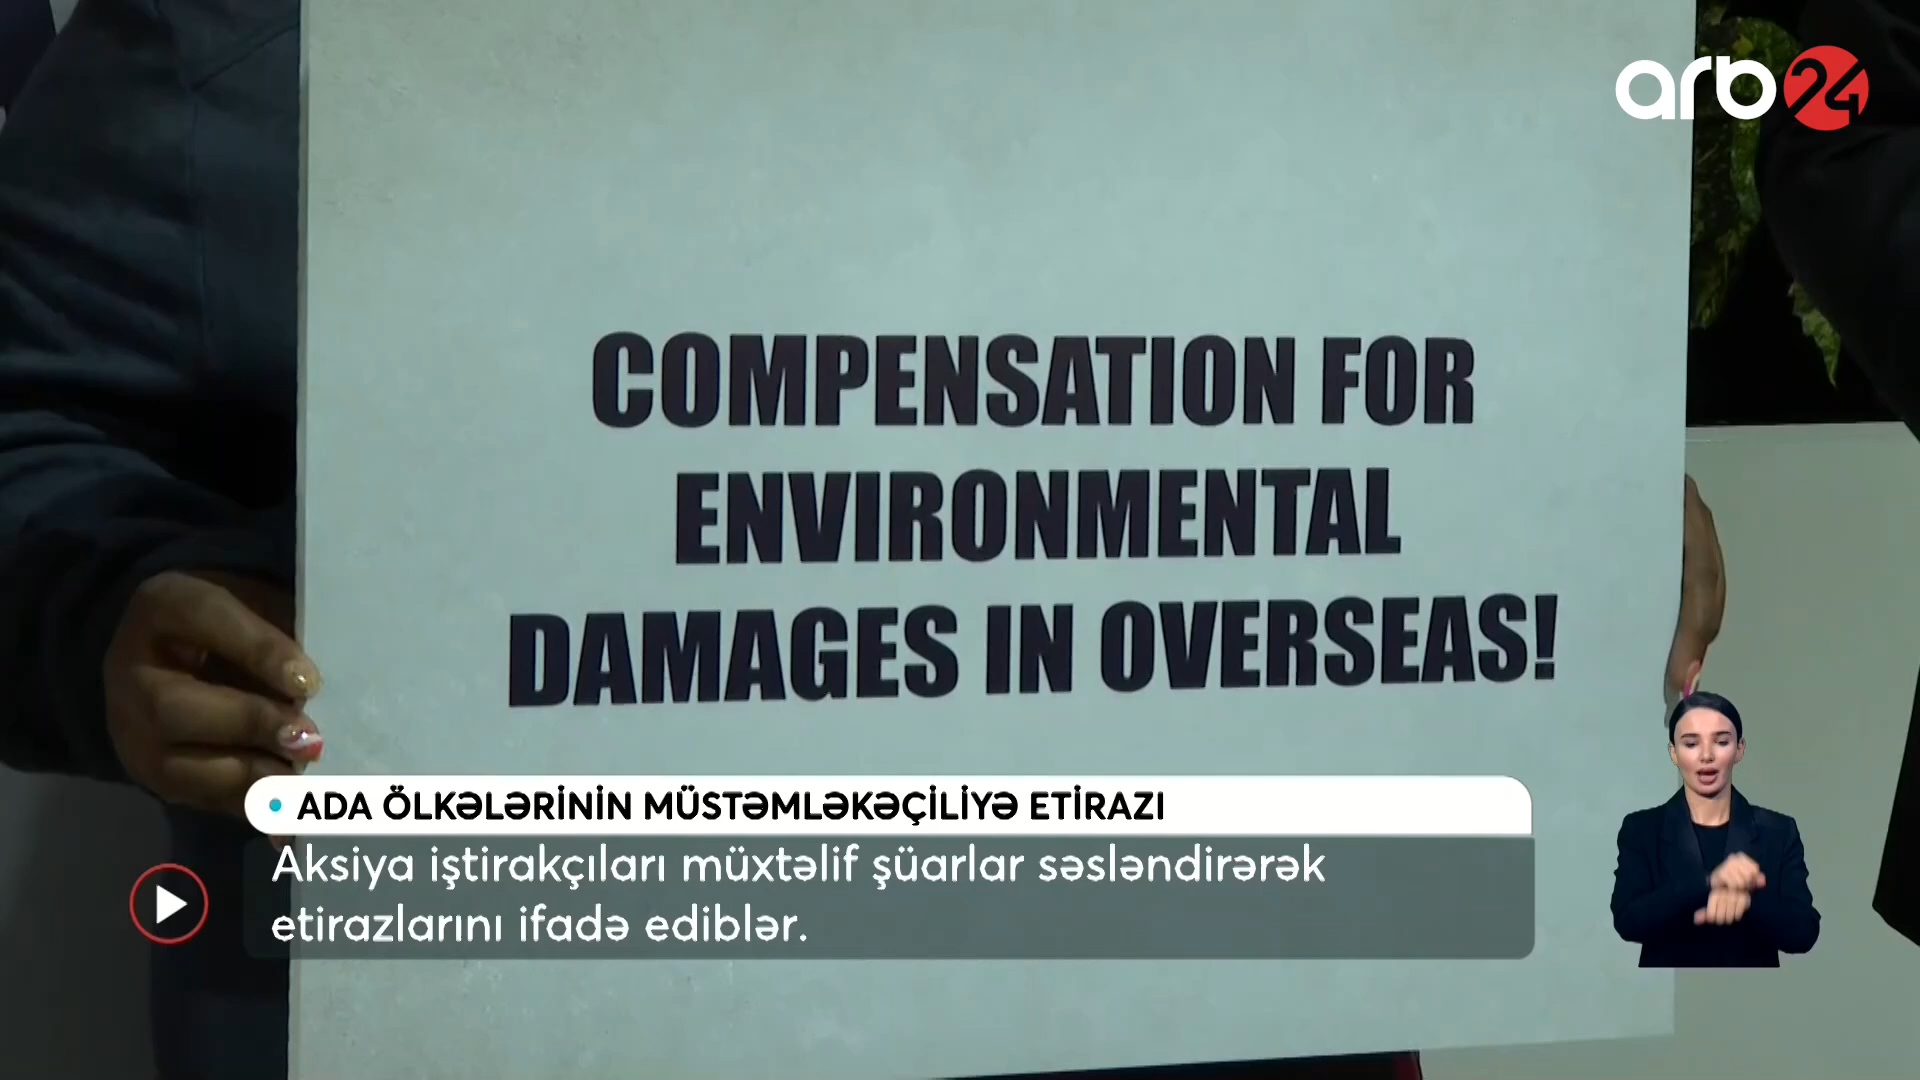 arb24
COMPENSATION FOR
ENVIRONMENTAL
DAMAGES IN OVERSEAS!
• ADA ÖLKƏLƏRİNİN MÜSTƏMLƏKƏÇİLİYƏ ETİRAZI
Aksiya iştirakçıları müxtəlif şüarlar səsləndirərək
etirazlarını ifadə ediblər.